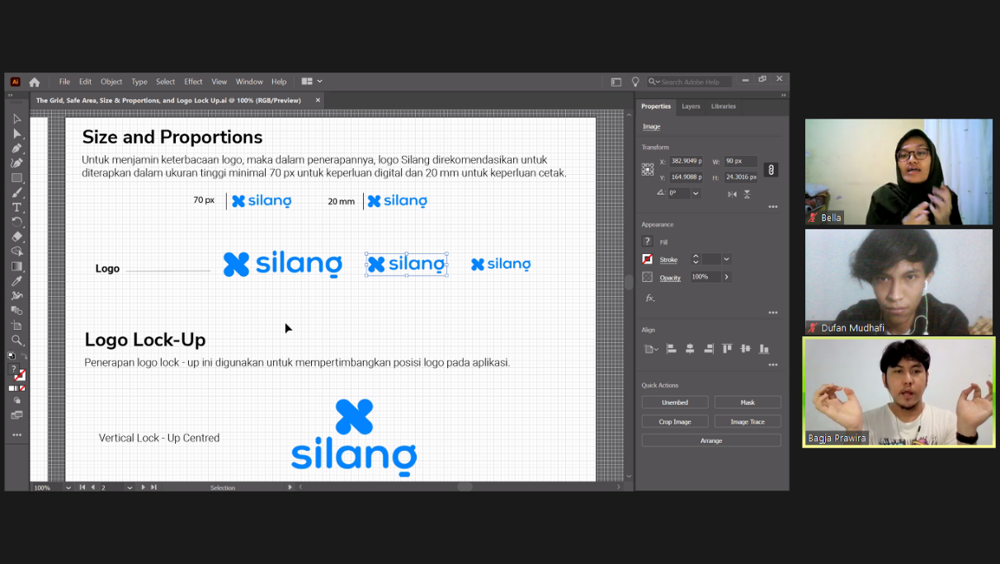 Ai File Edit Object Type Select Effect View Window Help Search Adobe Help
The Grid, Safe Area, Size & Proportions, and Logo Lock Up.ai @ 100% (RGB/Preview)
Size and Proportions
Untuk menjamin keterbacaan logo, maka dalam penerapannya, logo Silang direkomendasikan untuk
diterapkan dalam ukuran tinggi minimal 70 px untuk keperluan digital dan 20 mm untuk keperluan cetak.
70 px silang 20 mm silang
Logo silang silang silang
Logo Lock-Up
Penerapan logo lock - up ini digunakan untuk mempertimbangkan posisi logo pada aplikasi.
Vertical Lock - Up Centred
silang
100% 2 Selection
Properties Layers Libraries
Image
Transform
X: 382.9049 p W: 90 px
Y: 164.9088 p H: 24.3016 px
0°
Appearance
? Fill
Stroke
Opacity 100%
fx.
Align
Quick Actions
Unembed Mask
Crop Image Image Trace
Arrange
Bella
Dufan Mudhafi
Bagja Prawira